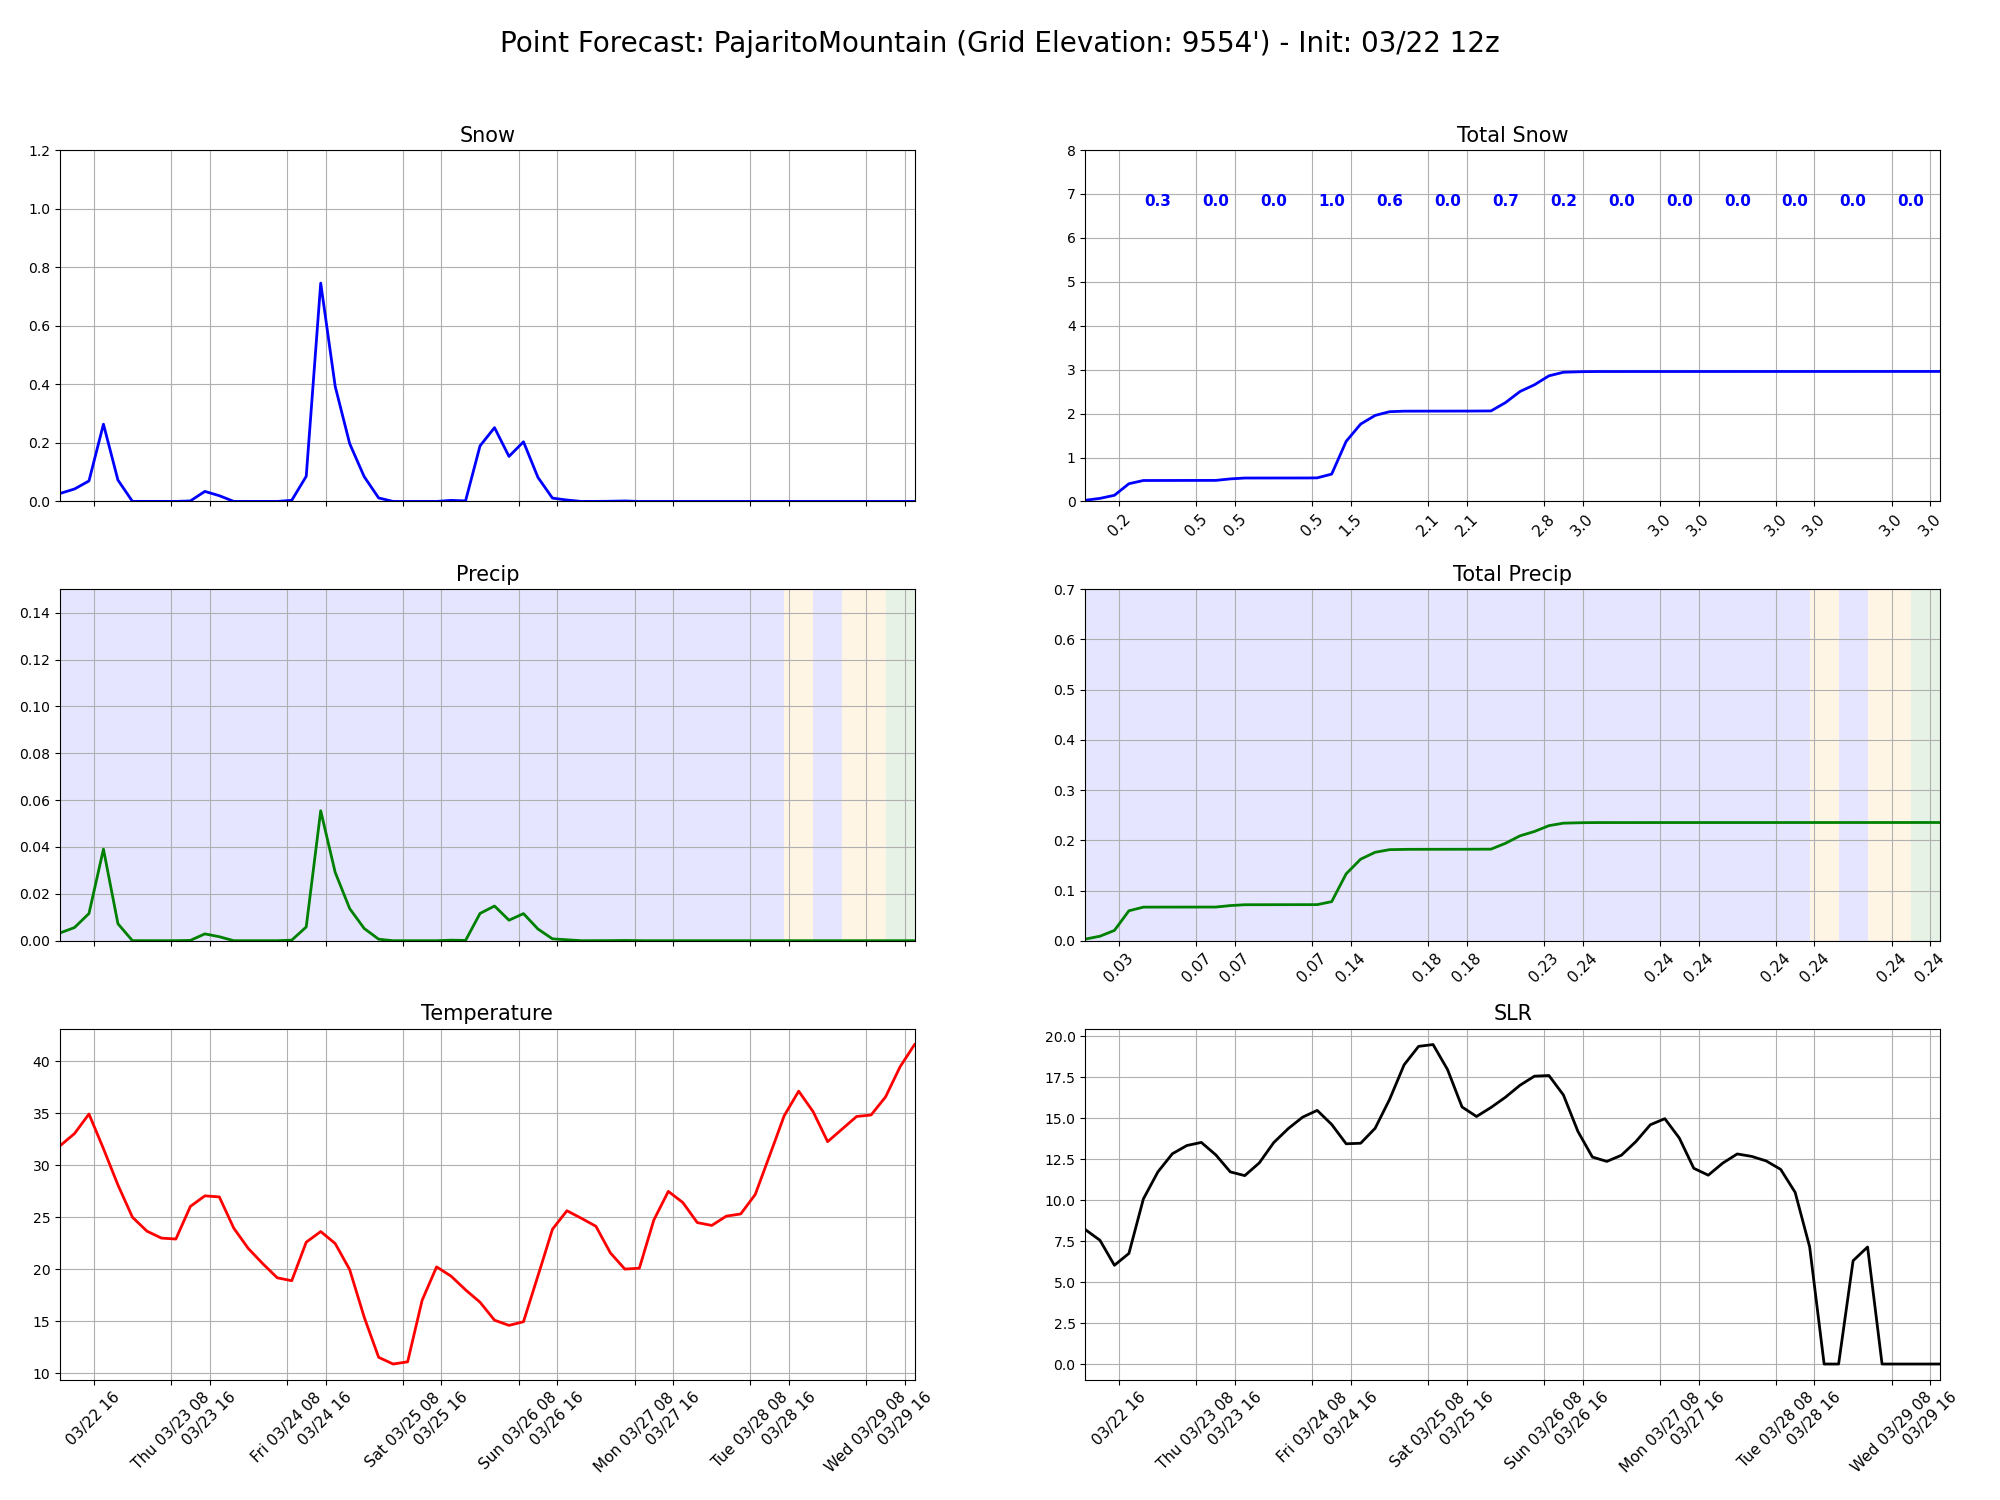 Point Forecast: PajaritoMountain (Grid Elevation: 9554') - Init: 03/22 12z
Snow
1.2
1.0
0.8
0.6
0.4
0.2
0.0
Total Snow
8
7
6
5
4
3
2
1
0
0.3 0.0 0.0 1.0 0.6 0.0 0.7 0.2 0.0 0.0 0.0 0.0 0.0 0.0
0.2 0.5 0.5 0.5 1.5 2.1 2.1 2.8 3.0 3.0 3.0 3.0 3.0 3.0 3.0
Precip
0.14
0.12
0.10
0.08
0.06
0.04
0.02
0.00
Total Precip
0.7
0.6
0.5
0.4
0.3
0.2
0.1
0.0
0.03 0.07 0.07 0.07 0.14 0.18 0.18 0.23 0.24 0.24 0.24 0.24 0.24 0.24 0.24
Temperature
40
35
30
25
20
15
10
03/22 16
Thu 03/23 08
03/23 16
Fri 03/24 08
03/24 16
Sat 03/25 08
03/25 16
Sun 03/26 08
03/26 16
Mon 03/27 08
03/27 16
Tue 03/28 08
03/28 16
Wed 03/29 08
03/29 16
SLR
20.0
17.5
15.0
12.5
10.0
7.5
5.0
2.5
0.0
03/22 16
Thu 03/23 08
03/23 16
Fri 03/24 08
03/24 16
Sat 03/25 08
03/25 16
Sun 03/26 08
03/26 16
Mon 03/27 08
03/27 16
Tue 03/28 08
03/28 16
Wed 03/29 08
03/29 16